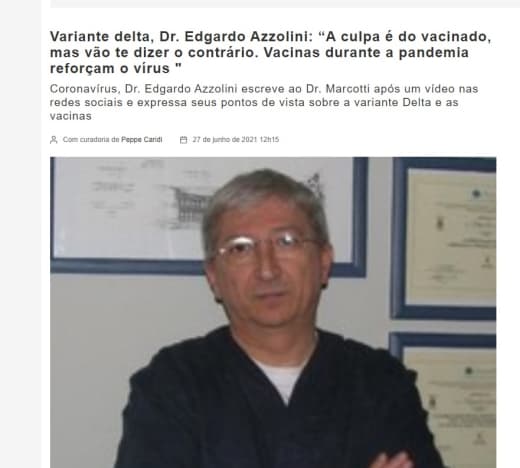 Variante delta, Dr. Edgardo Azzolini: “A culpa é do vacinado,
mas vão te dizer o contrário. Vacinas durante a pandemia
reforçam o vírus "
Coronavírus, Dr. Edgardo Azzolini escreve ao Dr. Marcotti após um vídeo nas
redes sociais e expressa seus pontos de vista sobre a variante Delta e as
vacinas
Com curadoria de Peppe Caridi 27 de junho de 2021 12h15